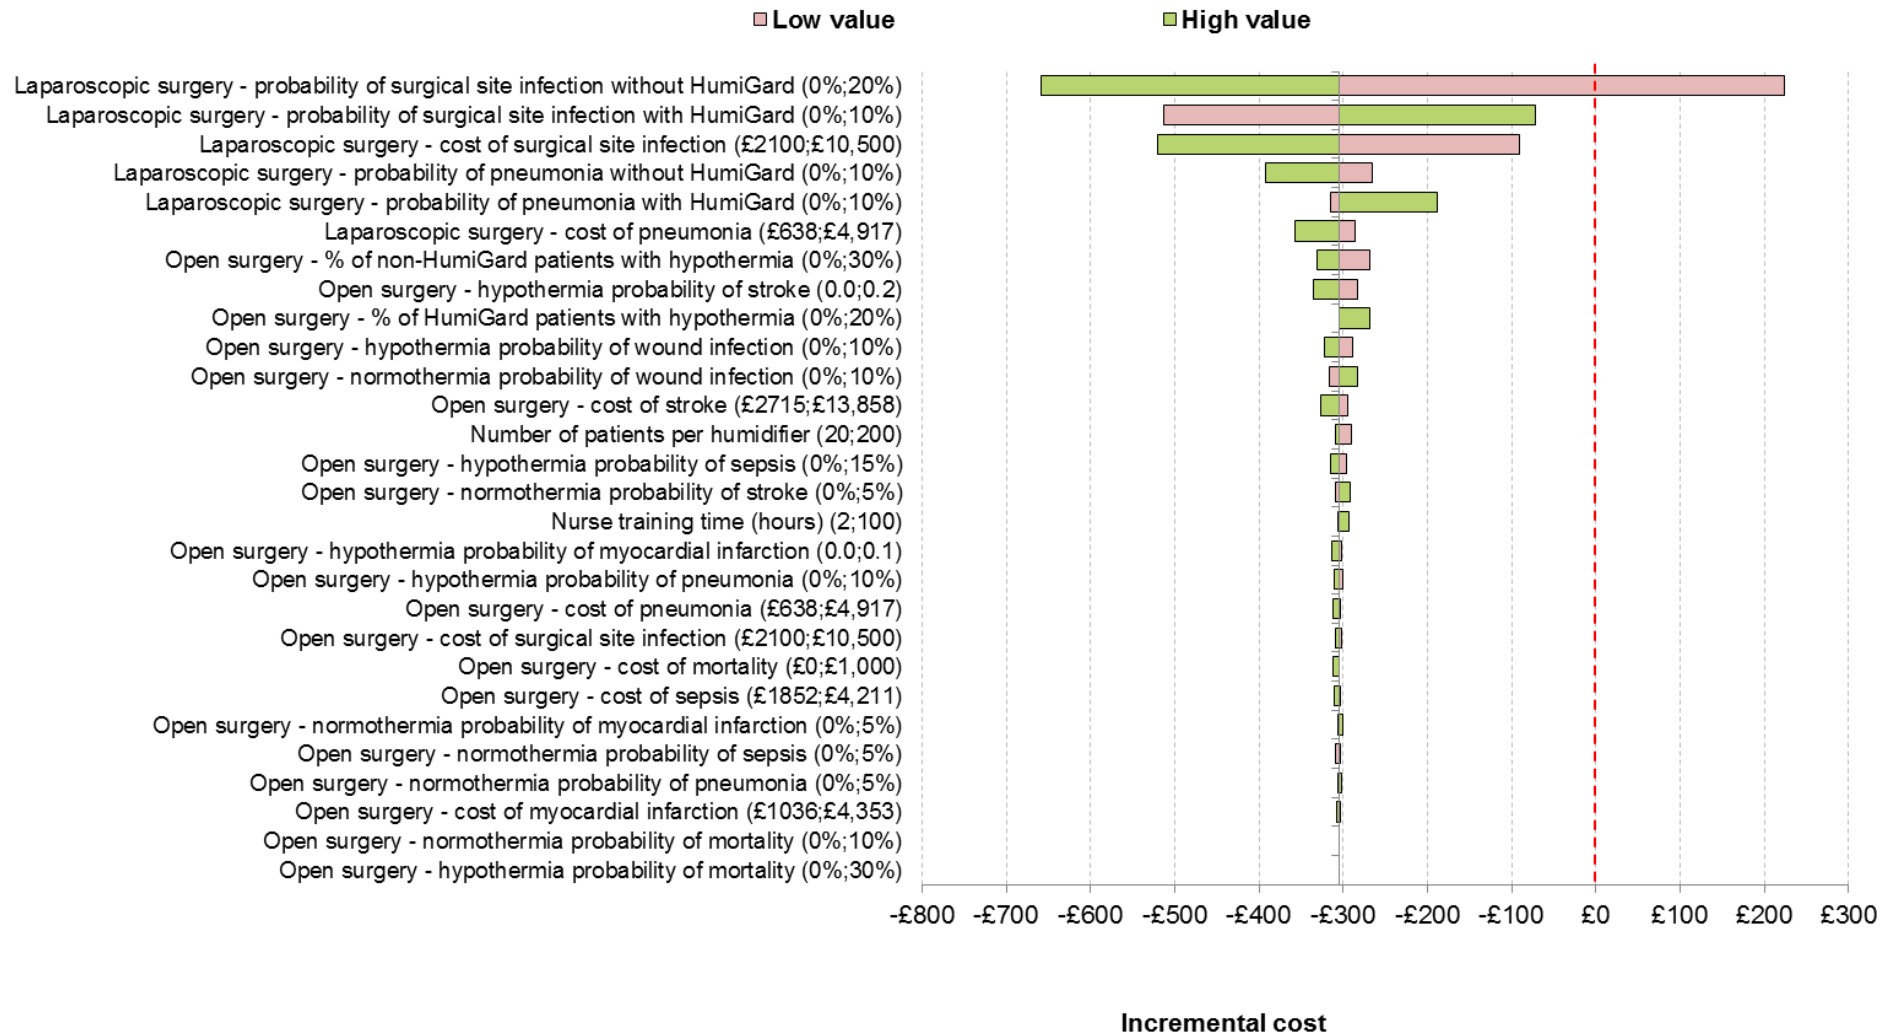 Low value
High value
Laparoscopic surgery - probability of surgical site infection without HumiGard (0%;20%)
Laparoscopic surgery - probability of surgical site infection with HumiGard (0%;10%)
Laparoscopic surgery - cost of surgical site infection (£2100;£10,500)
Laparoscopic surgery - probability of pneumonia without HumiGard (0%;10%)
Laparoscopic surgery - probability of pneumonia with HumiGard (0%;10%)
Laparoscopic surgery - cost of pneumonia (£638;£4,917)
Open surgery - % of non-HumiGard patients with hypothermia (0%;30%)
Open surgery - hypothermia probability of stroke (0.0;0.2)
Open surgery - % of HumiGard patients with hypothermia (0%;20%)
Open surgery - hypothermia probability of wound infection (0%;10%)
Open surgery - normothermia probability of wound infection (0%;10%)
Open surgery - cost of stroke (£2715;£13,858)
Number of patients per humidifier (20;200)
Open surgery - hypothermia probability of sepsis (0%;15%)
Open surgery - normothermia probability of stroke (0%;5%)
Nurse training time (hours) (2;100)
Open surgery - hypothermia probability of myocardial infarction (0.0;0.1)
Open surgery - hypothermia probability of pneumonia (0%;10%)
Open surgery - cost of pneumonia (£638;£4,917)
Open surgery - cost of surgical site infection (£2100;£10,500)
Open surgery - cost of mortality (£0;£1,000)
Open surgery - cost of sepsis (£1852;£4,211)
Open surgery - normothermia probability of myocardial infarction (0%;5%)
Open surgery - normothermia probability of sepsis (0%;5%)
Open surgery - normothermia probability of pneumonia (0%;5%)
Open surgery - cost of myocardial infarction (£1036;£4,353)
Open surgery - normothermia probability of mortality (0%;10%)
Open surgery - hypothermia probability of mortality (0%;30%)
-£800 -£700 -£600 -£500 -£400 -£300 -£200 -£100 £0 £100 £200 £300
Incremental cost